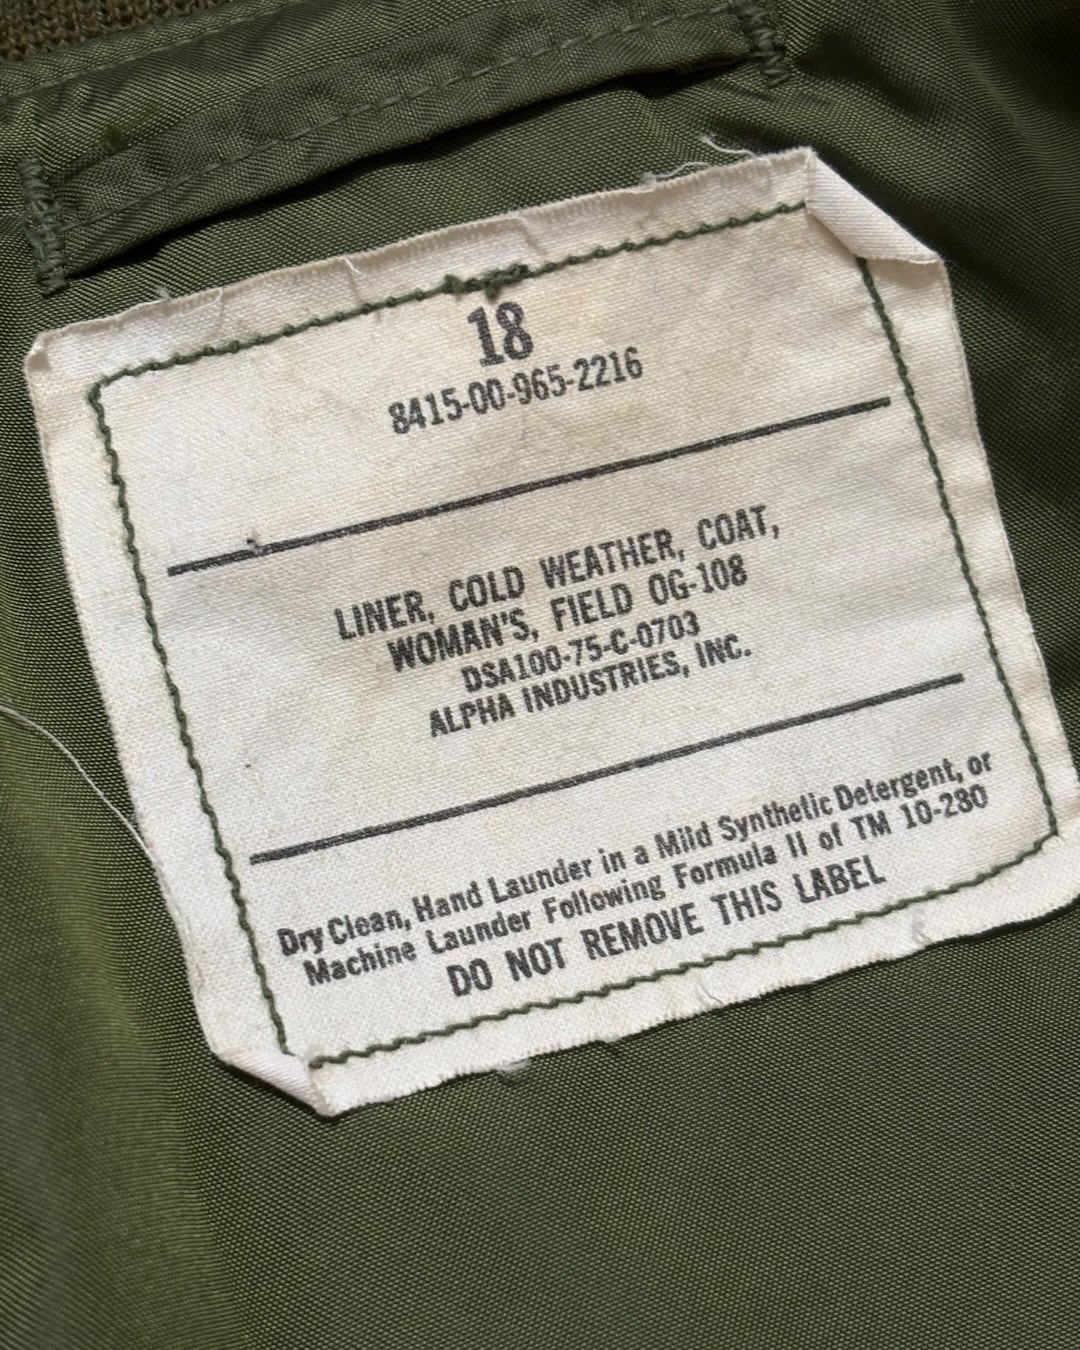 18
8415-00-965-2216
LINER, COLD WEATHER, COAT,
WOMAN'S, FIELD OG-108
DSA100-75-C-0703
ALPHA INDUSTRIES, INC.
Dry Clean, Hand Launder in a Mild Synthetic Detergent, or
Machine Launder Following Formula II of TM 10-280
DO NOT REMOVE THIS LABEL